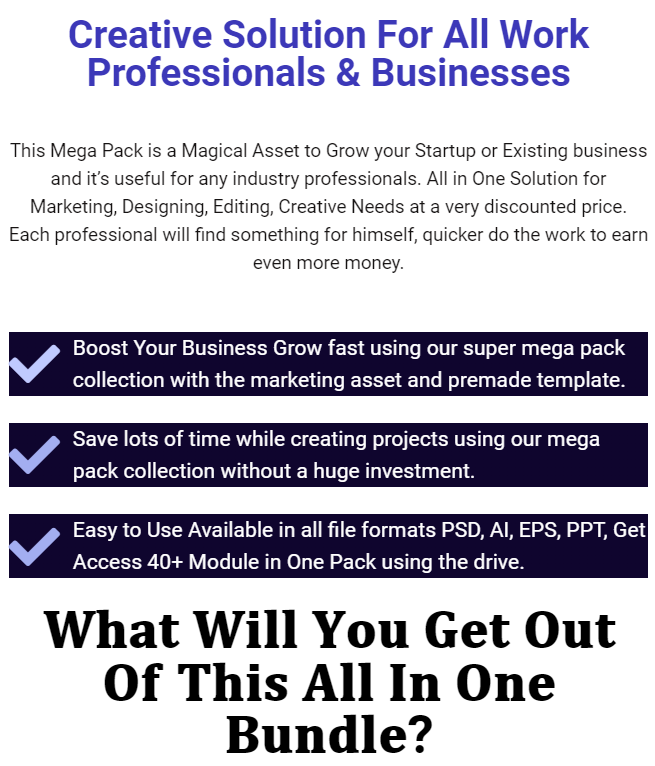 Creative Solution For All Work
Professionals & Businesses
This Mega Pack is a Magical Asset to Grow your Startup or Existing business
and it’s useful for any industry professionals. All in One Solution for
Marketing, Designing, Editing, Creative Needs at a very discounted price.
Each professional will find something for himself, quicker do the work to earn
even more money.
Boost Your Business Grow fast using our super mega pack
collection with the marketing asset and premade template.
Save lots of time while creating projects using our mega
pack collection without a huge investment.
Easy to Use Available in all file formats PSD, AI, EPS, PPT, Get
Access 40+ Module in One Pack using the drive.
What Will You Get Out
Of This All In One
Bundle?